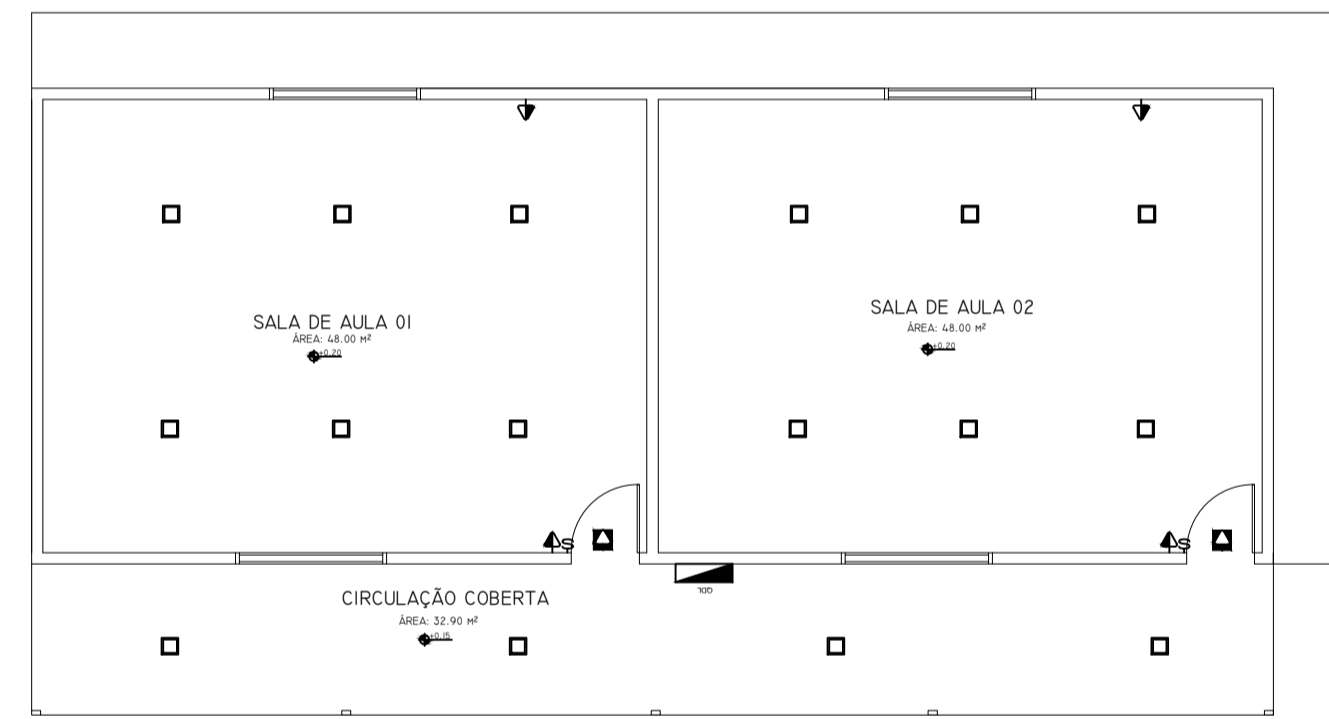 SALA DE AULA 01
ÁREA: 48.00 M²
+0.20
S
SALA DE AULA 02
ÁREA: 48.00 M²
+0.20
S
QDL
CIRCULAÇÃO COBERTA
ÁREA: 32.90 M²
+0.15